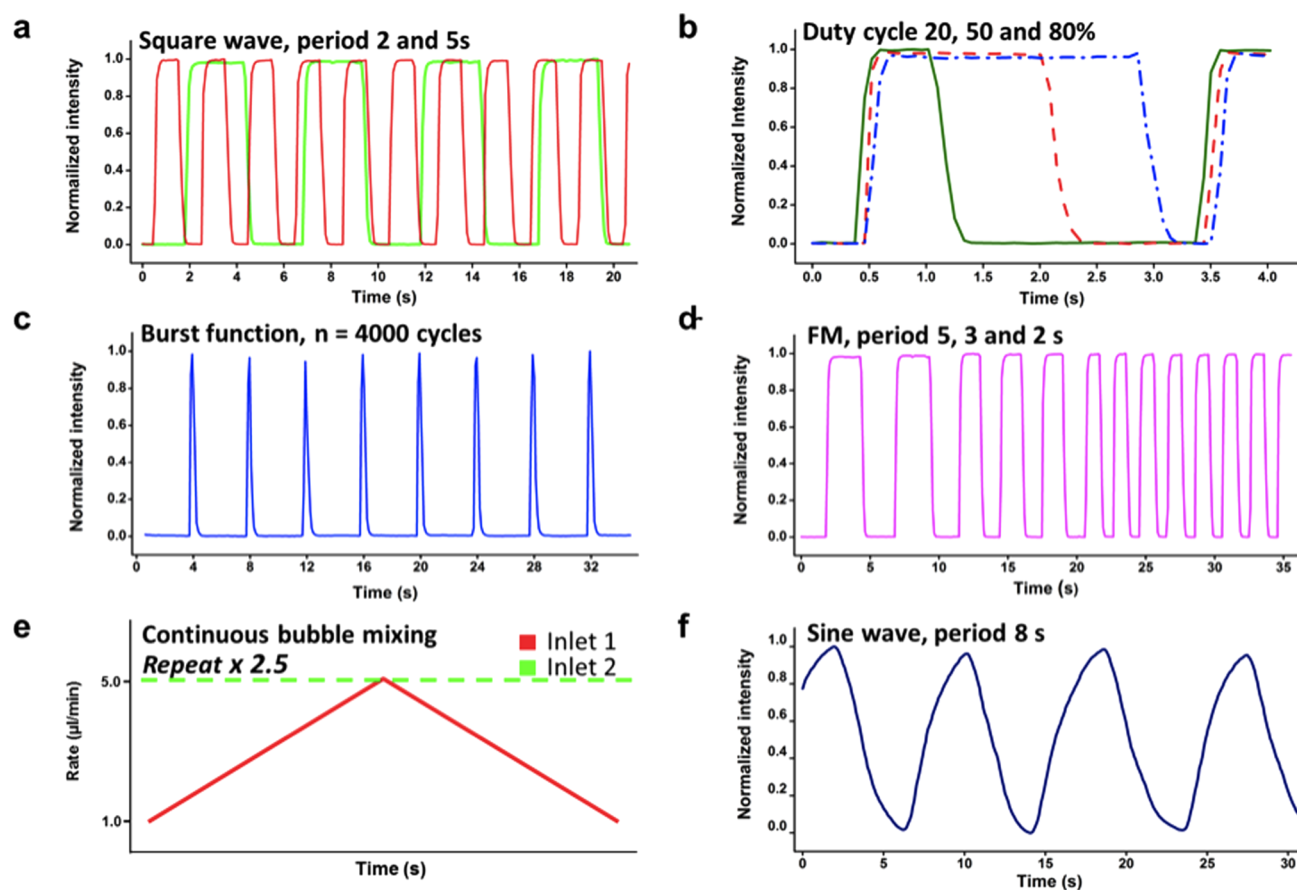 a
Square wave, period 2 and 5s
Normalized intensity
1.0
0.8
0.6
0.4
0.2
0.0
0 2 4 6 8 10 12 14 16 18 20
Time (s)
b
Duty cycle 20, 50 and 80%
Normalized Intensity
1.0
0.8
0.6
0.4
0.2
0.0
0.0 0.5 1.0 1.5 2.0 2.5 3.0 3.5 4.0
Time (s)
c
Burst function, n = 4000 cycles
Normalized intensity
1.0
0.8
0.6
0.4
0.2
0.0
0 4 8 12 16 20 24 28 32
Time (s)
d
FM, period 5, 3 and 2 s
Normalized intensity
1.0
0.8
0.6
0.4
0.2
0.0
0 5 10 15 20 25 30 35
Time (s)
e
Continuous bubble mixing
Repeat x 2.5
Inlet 1
Inlet 2
Rate (µl/min)
5.0
1.0
Time (s)
f
Sine wave, period 8 s
Normalized intensity
1.0
0.8
0.6
0.4
0.2
0.0
0 5 10 15 20 25 30
Time (s)